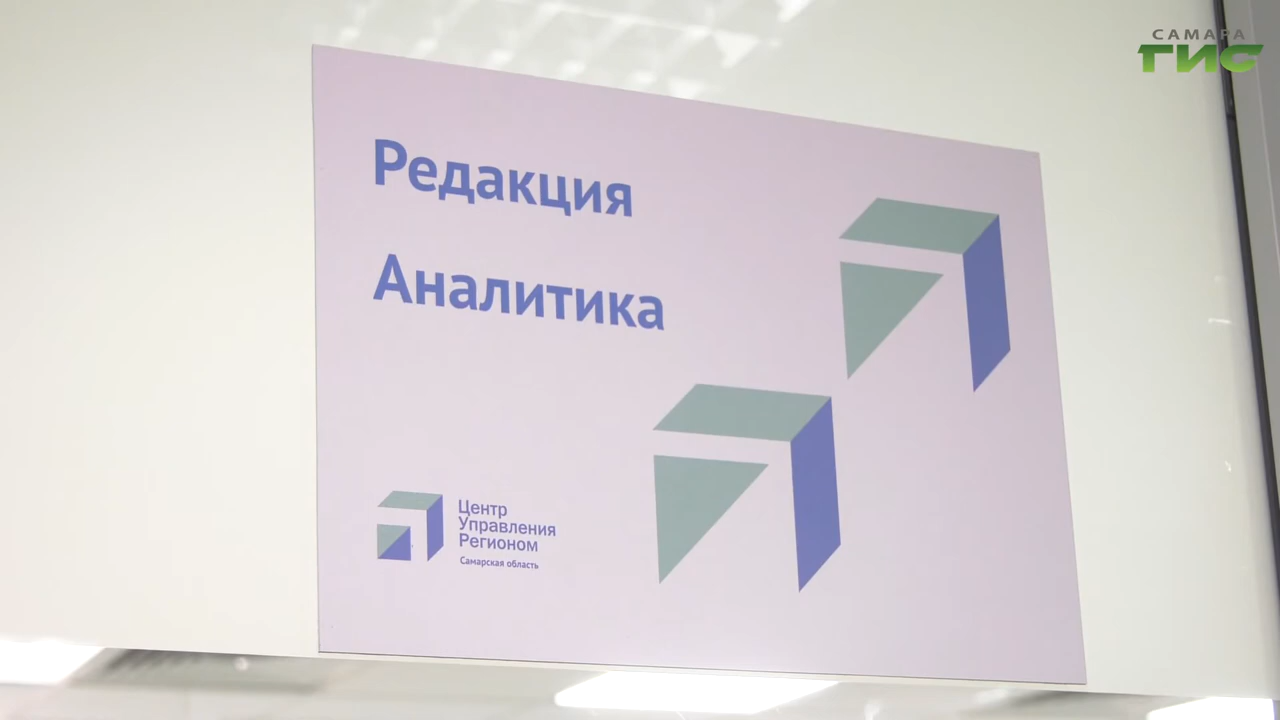 САМАРА
ГИС
Редакция
Аналитика
Центр
Управления
Регионом
Самарская область